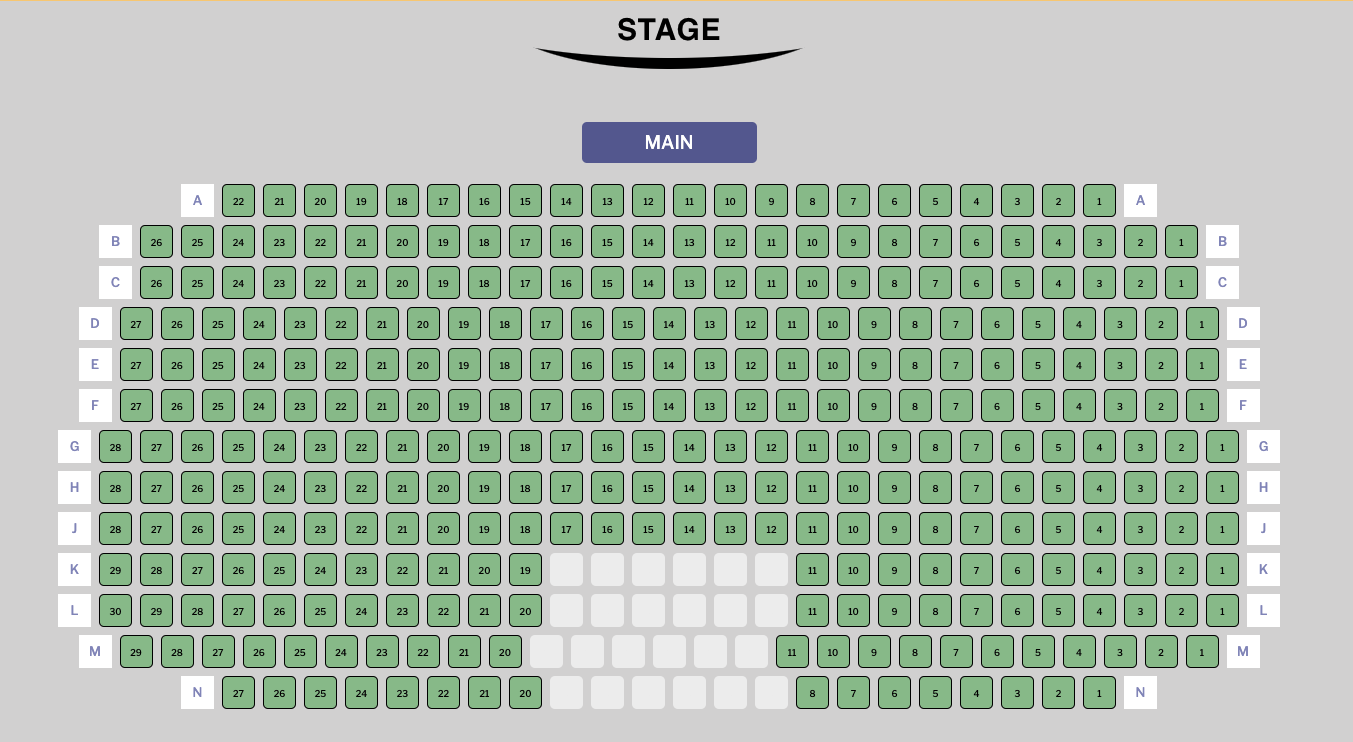 STAGE
MAIN
A 22 21 20 19 18 17 16 15 14 13 12 11 10 9 8 7 6 5 4 3 2 1 A
B 26 25 24 23 22 21 20 19 18 17 16 15 14 13 12 11 10 9 8 7 6 5 4 3 2 1 B
C 26 25 24 23 22 21 20 19 18 17 16 15 14 13 12 11 10 9 8 7 6 5 4 3 2 1 C
D 27 26 25 24 23 22 21 20 19 18 17 16 15 14 13 12 11 10 9 8 7 6 5 4 3 2 1 D
E 27 26 25 24 23 22 21 20 19 18 17 16 15 14 13 12 11 10 9 8 7 6 5 4 3 2 1 E
F 27 26 25 24 23 22 21 20 19 18 17 16 15 14 13 12 11 10 9 8 7 6 5 4 3 2 1 F
G 28 27 26 25 24 23 22 21 20 19 18 17 16 15 14 13 12 11 10 9 8 7 6 5 4 3 2 1 G
H 28 27 26 25 24 23 22 21 20 19 18 17 16 15 14 13 12 11 10 9 8 7 6 5 4 3 2 1 H
J 28 27 26 25 24 23 22 21 20 19 18 17 16 15 14 13 12 11 10 9 8 7 6 5 4 3 2 1 J
K 29 28 27 26 25 24 23 22 21 20 19 11 10 9 8 7 6 5 4 3 2 1 K
L 30 29 28 27 26 25 24 23 22 21 20 11 10 9 8 7 6 5 4 3 2 1 L
M 29 28 27 26 25 24 23 22 21 20 11 10 9 8 7 6 5 4 3 2 1 M
N 27 26 25 24 23 22 21 20 8 7 6 5 4 3 2 1 N